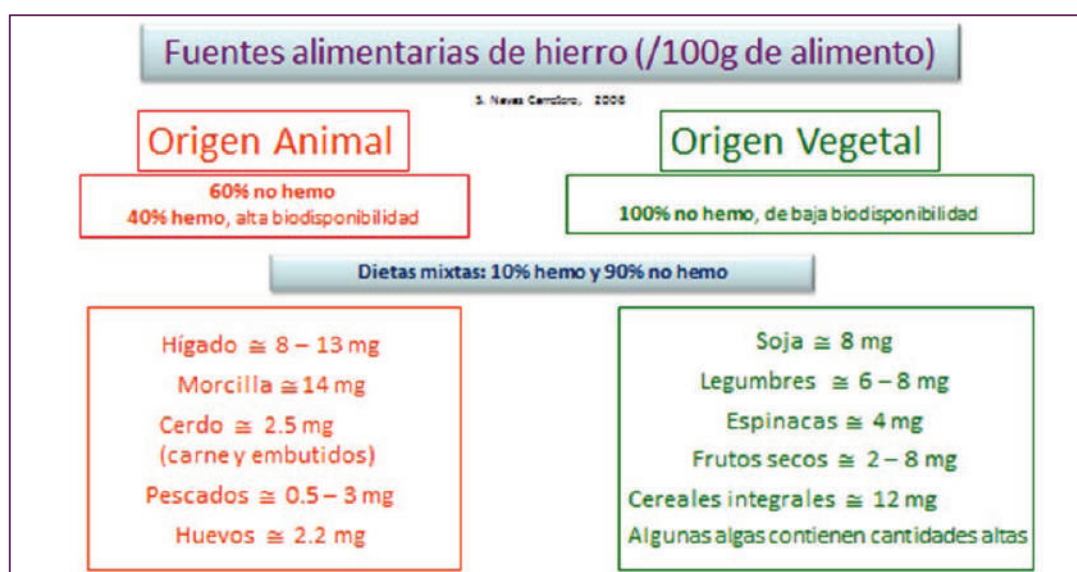 Fuentes alimentarias de hierro (/100g de alimento)
S. Navas Carretero, 2008
Origen Animal
60% no hemo
40% hemo, alta biodisponibilidad
Origen Vegetal
100% no hemo, de baja biodisponibilidad
Dietas mixtas: 10% hemo y 90% no hemo
Hígado ≅ 8 – 13 mg
Morcilla ≅ 14 mg
Cerdo ≅ 2.5 mg
(carne y embutidos)
Pescados ≅ 0.5 – 3 mg
Huevos ≅ 2.2 mg
Soja ≅ 8 mg
Legumbres ≅ 6 – 8 mg
Espinacas ≅ 4 mg
Frutos secos ≅ 2 – 8 mg
Cereales integrales ≅ 12 mg
Algunas algas contienen cantidades altas